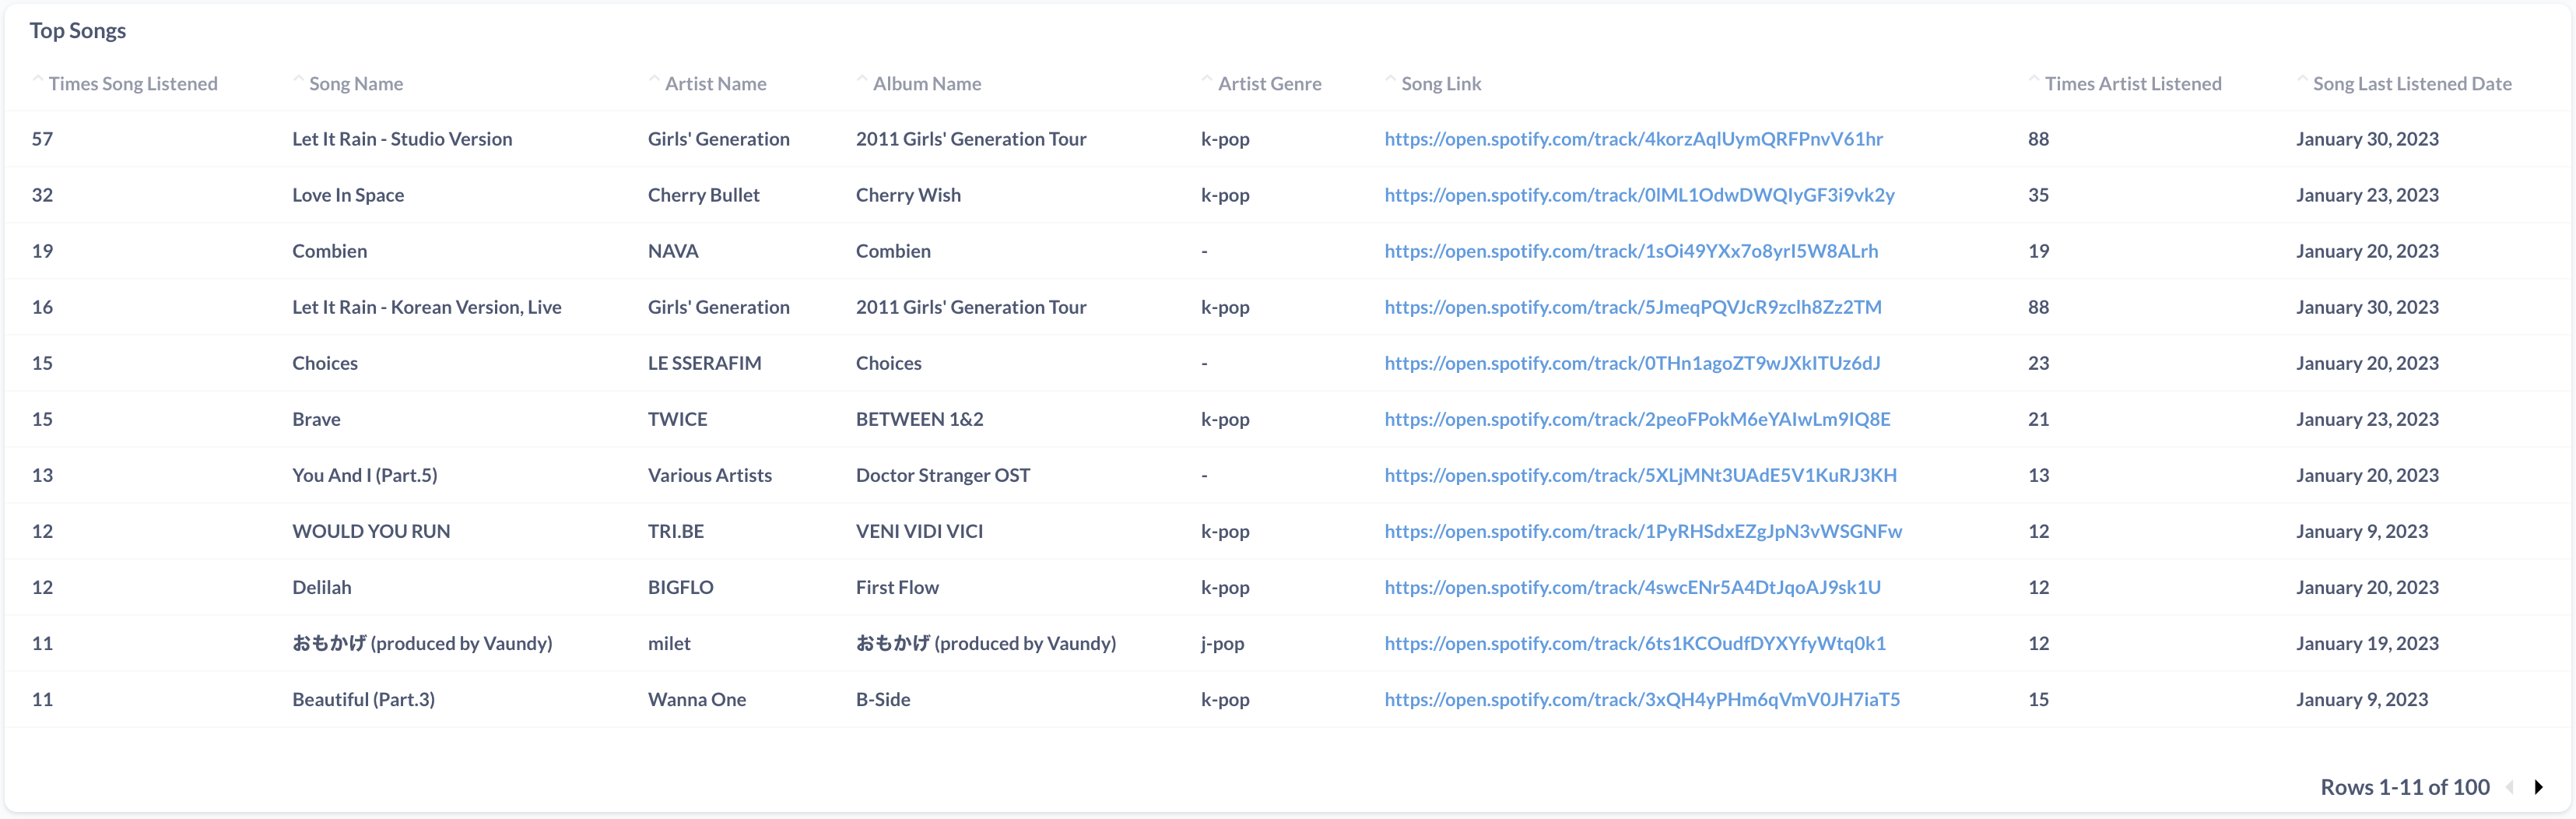 Top Songs
Times Song Listened Song Name Artist Name Album Name Artist Genre Song Link Times Artist Listened Song Last Listened Date
57 Let It Rain - Studio Version Girls' Generation 2011 Girls' Generation Tour k-pop https://open.spotify.com/track/4korzAqlUymQRFPnvV61hr 88 January 30, 2023
32 Love In Space Cherry Bullet Cherry Wish k-pop https://open.spotify.com/track/0lML1OdwDWQIyGF3i9vk2y 35 January 23, 2023
19 Combien NAVA Combien - https://open.spotify.com/track/1sOi49YXx7o8yrI5W8ALrh 19 January 20, 2023
16 Let It Rain - Korean Version, Live Girls' Generation 2011 Girls' Generation Tour k-pop https://open.spotify.com/track/5JmeqPQVJcR9zclh8Zz2TM 88 January 30, 2023
15 Choices LE SSERAFIM Choices - https://open.spotify.com/track/0THn1agoZT9wJXkITUz6dJ 23 January 20, 2023
15 Brave TWICE BETWEEN 1&2 k-pop https://open.spotify.com/track/2peoFPokM6eYAIwLm9IQ8E 21 January 23, 2023
13 You And I (Part.5) Various Artists Doctor Stranger OST - https://open.spotify.com/track/5XLjMNt3UAdE5V1KuRJ3KH 13 January 20, 2023
12 WOULD YOU RUN TRI.BE VENI VIDI VICI k-pop https://open.spotify.com/track/1PyRHSdxEZgJpN3vWSGNFw 12 January 9, 2023
12 Delilah BIGFLO First Flow k-pop https://open.spotify.com/track/4swcENr5A4DtJqoAJ9sk1U 12 January 20, 2023
11 おもかげ (produced by Vaundy) milet おもかげ (produced by Vaundy) j-pop https://open.spotify.com/track/6ts1KCOudfDYXYfyWtq0k1 12 January 19, 2023
11 Beautiful (Part.3) Wanna One B-Side k-pop https://open.spotify.com/track/3xQH4yPHm6qVmV0JH7iaT5 15 January 9, 2023
Rows 1-11 of 100